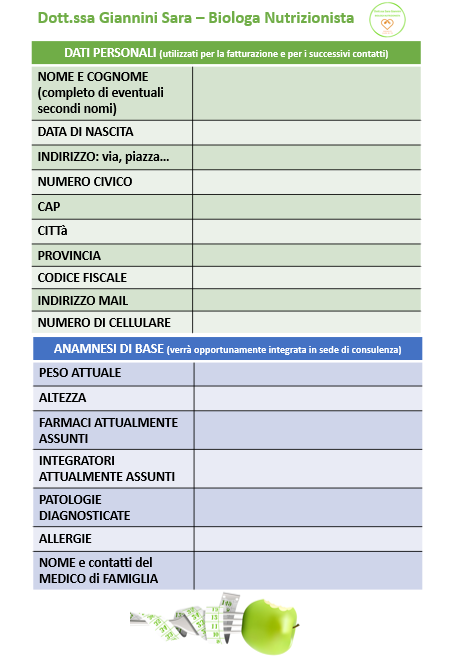 Dott.ssa Giannini Sara – Biologa Nutrizionista
DATI PERSONALI (utilizzati per la fatturazione e per i successivi contatti)
NOME E COGNOME
(completo di eventuali
secondi nomi)
DATA DI NASCITA
INDIRIZZO: via, piazza...
NUMERO CIVICO
CAP
CITTà
PROVINCIA
CODICE FISCALE
INDIRIZZO MAIL
NUMERO DI CELLULARE
ANAMNESI DI BASE (verrà opportunamente integrata in sede di consulenza)
PESO ATTUALE
ALTEZZA
FARMACI ATTUALMENTE
ASSUNTI
INTEGRATORI
ATTUALMENTE ASSUNTI
PATOLOGIE
DIAGNOSTICATE
ALLERGIE
NOME e contatti del
MEDICO di FAMIGLIA